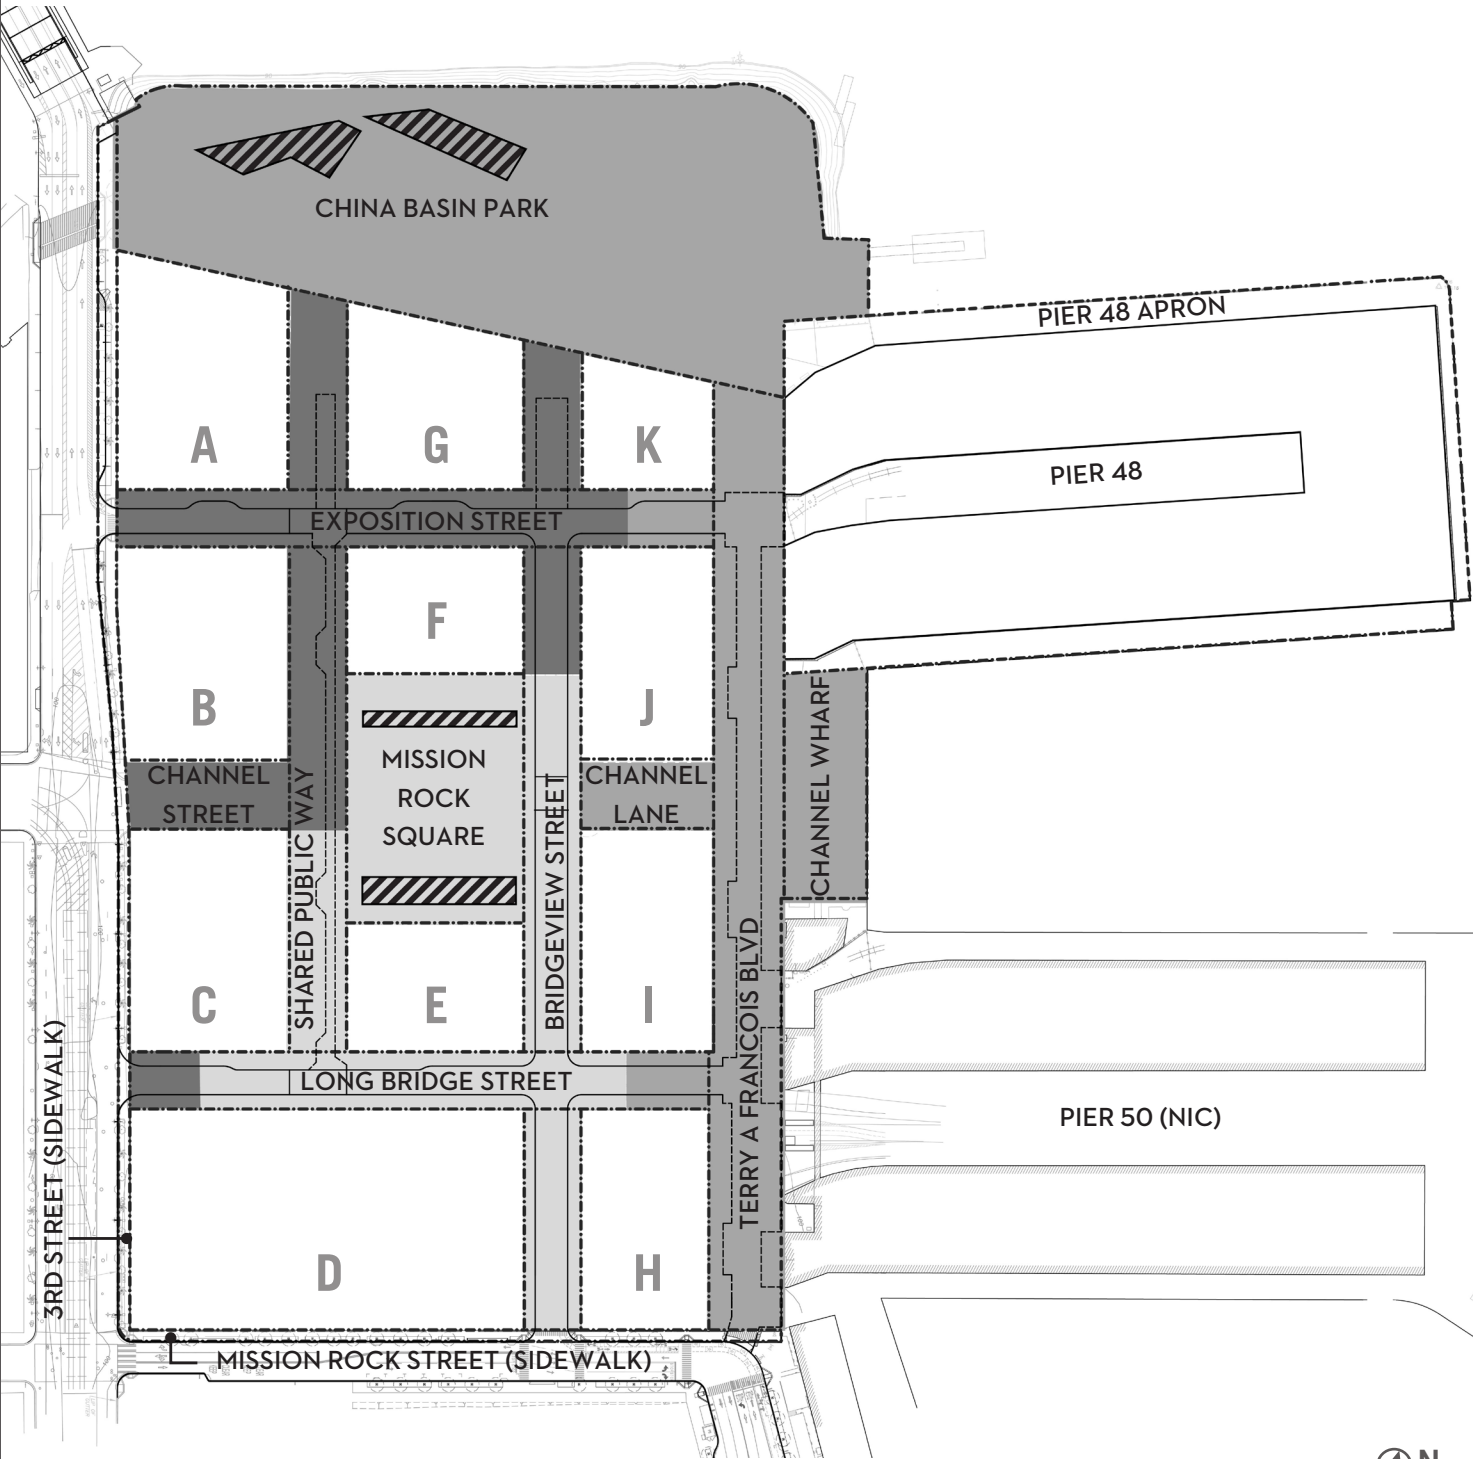 CHINA BASIN PARK
PIER 48 APRON
A
G
K
PIER 48
EXPOSITION STREET
F
B
J
CHANNEL WHARF
MISSION
ROCK
SQUARE
CHANNEL
STREET
CHANNEL
LANE
SHARED PUBLIC WAY
BRIDGEVIEW STREET
TERRY A FRANCOIS BLVD
C
E
I
LONG BRIDGE STREET
PIER 50 (NIC)
3RD STREET (SIDEWALK)
D
H
MISSION ROCK STREET (SIDEWALK)
N